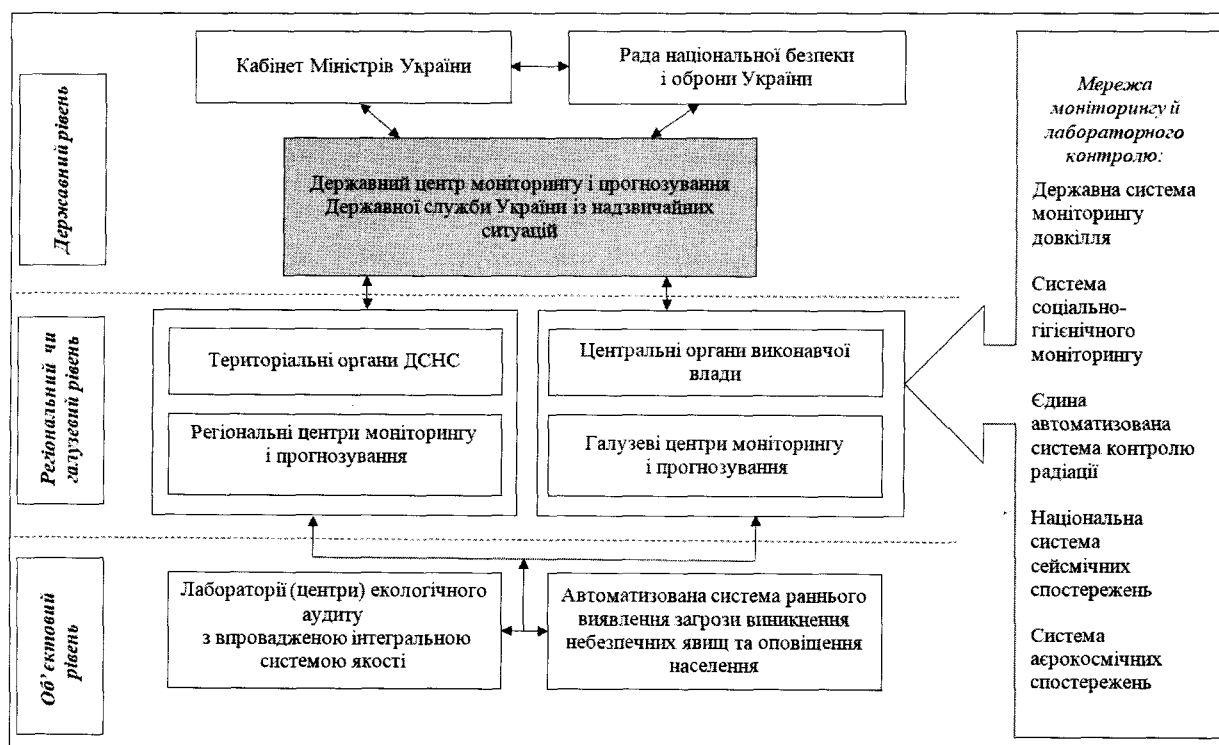 Державний рівень
Кабінет Міністрів України
Рада національної безпеки
і оборони України
Державний центр моніторингу і прогнозування
Державної служби України із надзвичайних
ситуацій
Регіональний чи
галузевий рівень
Територіальні органи ДСНС
Регіональні центри моніторингу
і прогнозування
Центральні органи виконавчої
влади
Галузеві центри моніторингу
і прогнозування
Об’єктовий
рівень
Лабораторії (центри) екологічного
аудиту
з впровадженою інтегральною
системою якості
Автоматизована система раннього
виявлення загрози виникнення
небезпечних явищ та оповіщення
населення
Мережа
моніторингу й
лабораторного
контролю:
Державна система
моніторингу
довкілля
Система
соціально-
гігієнічного
моніторингу
Єдина
автоматизована
система контролю
радіації
Національна
система
сейсмічних
спостережень
Система
аєрокосмічних
спостережень